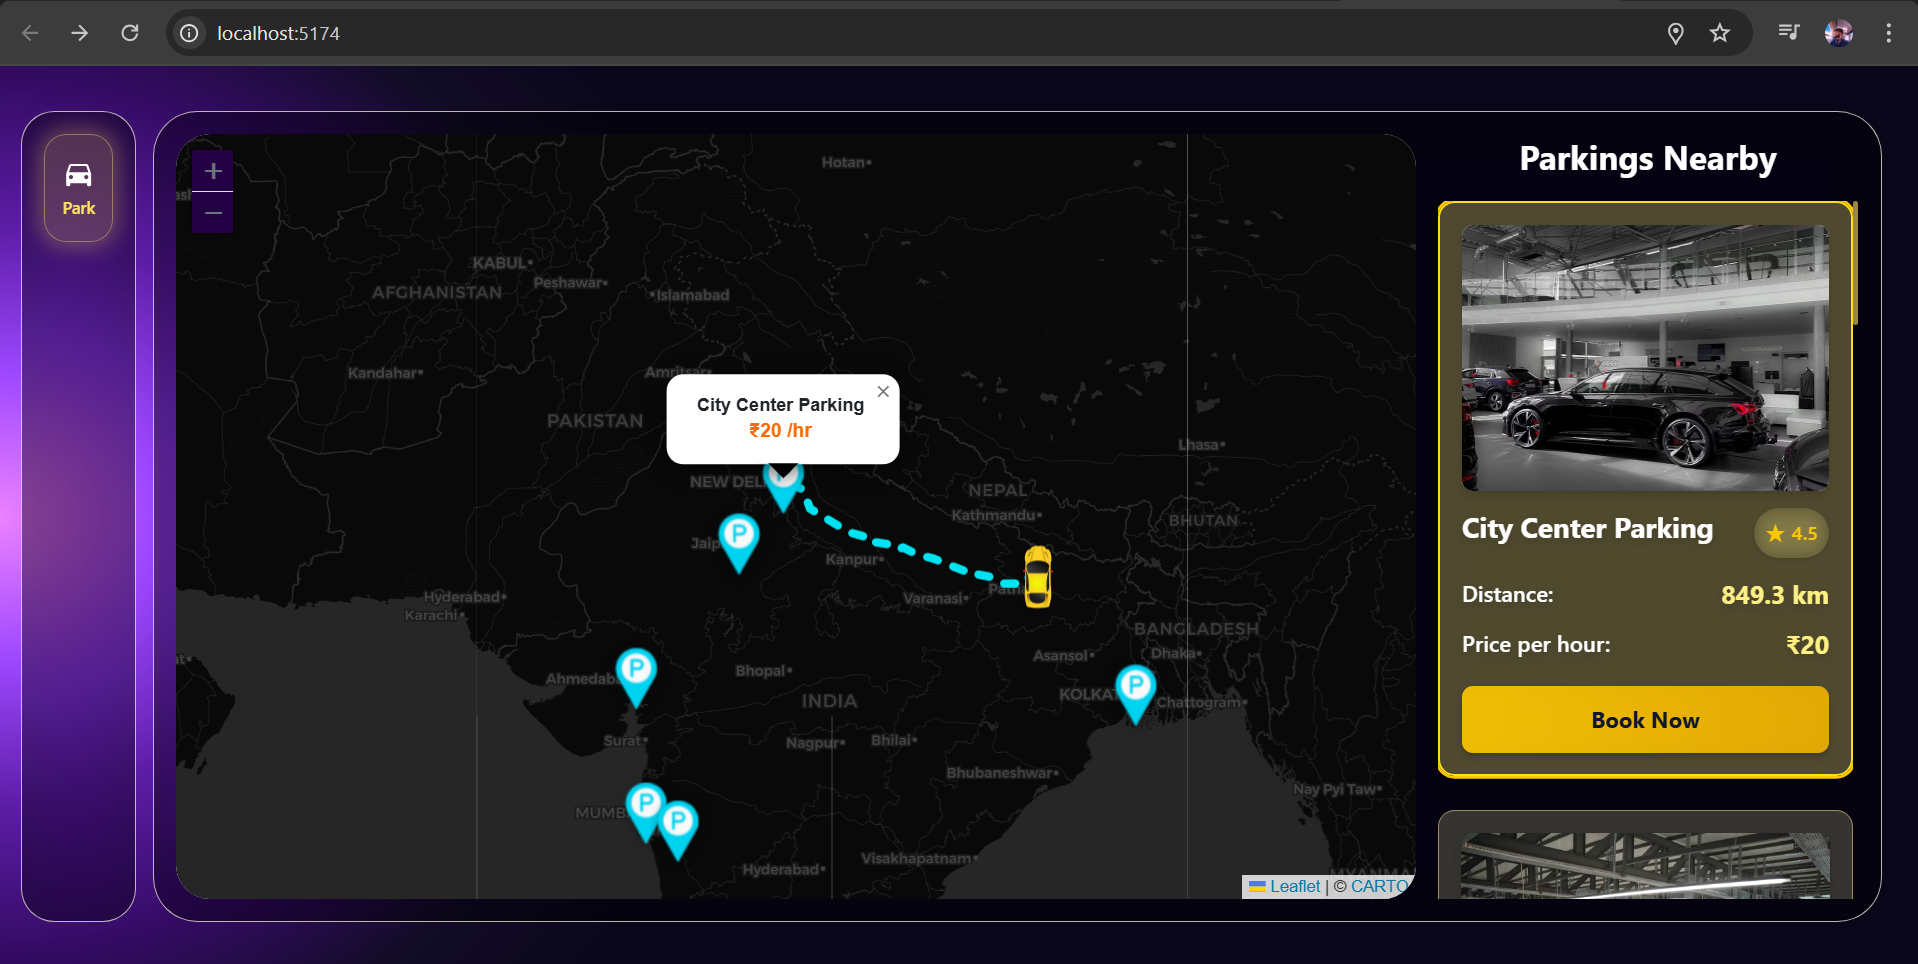 localhost:5174
Park
+
−
Hotan
KABUL
AFGHANISTAN
Peshawar
Islamabad
Kandahar
Amritsar
PAKISTAN
City Center Parking
₹20 /hr
×
Lhasa
NEW DEL
NEPAL
Kathmandu
BHUTAN
Jaip
P
Kanpur
Patna
Varanasi
Hyderabad
Karachi
BANGLADESH
Dhaka
Asansol
P
Ahmedaba
Bhopal
P
KOLKAT
Chattogram
INDIA
Surat
Nagpur
Bhilai
Bhubaneshwar
Nay Pyi Taw
P
MUMB
P
Hyderabad
Visakhapatnam
MYANMA
Leaflet | © CARTO
Parkings Nearby
City Center Parking
★ 4.5
Distance:
849.3 km
Price per hour:
₹20
Book Now